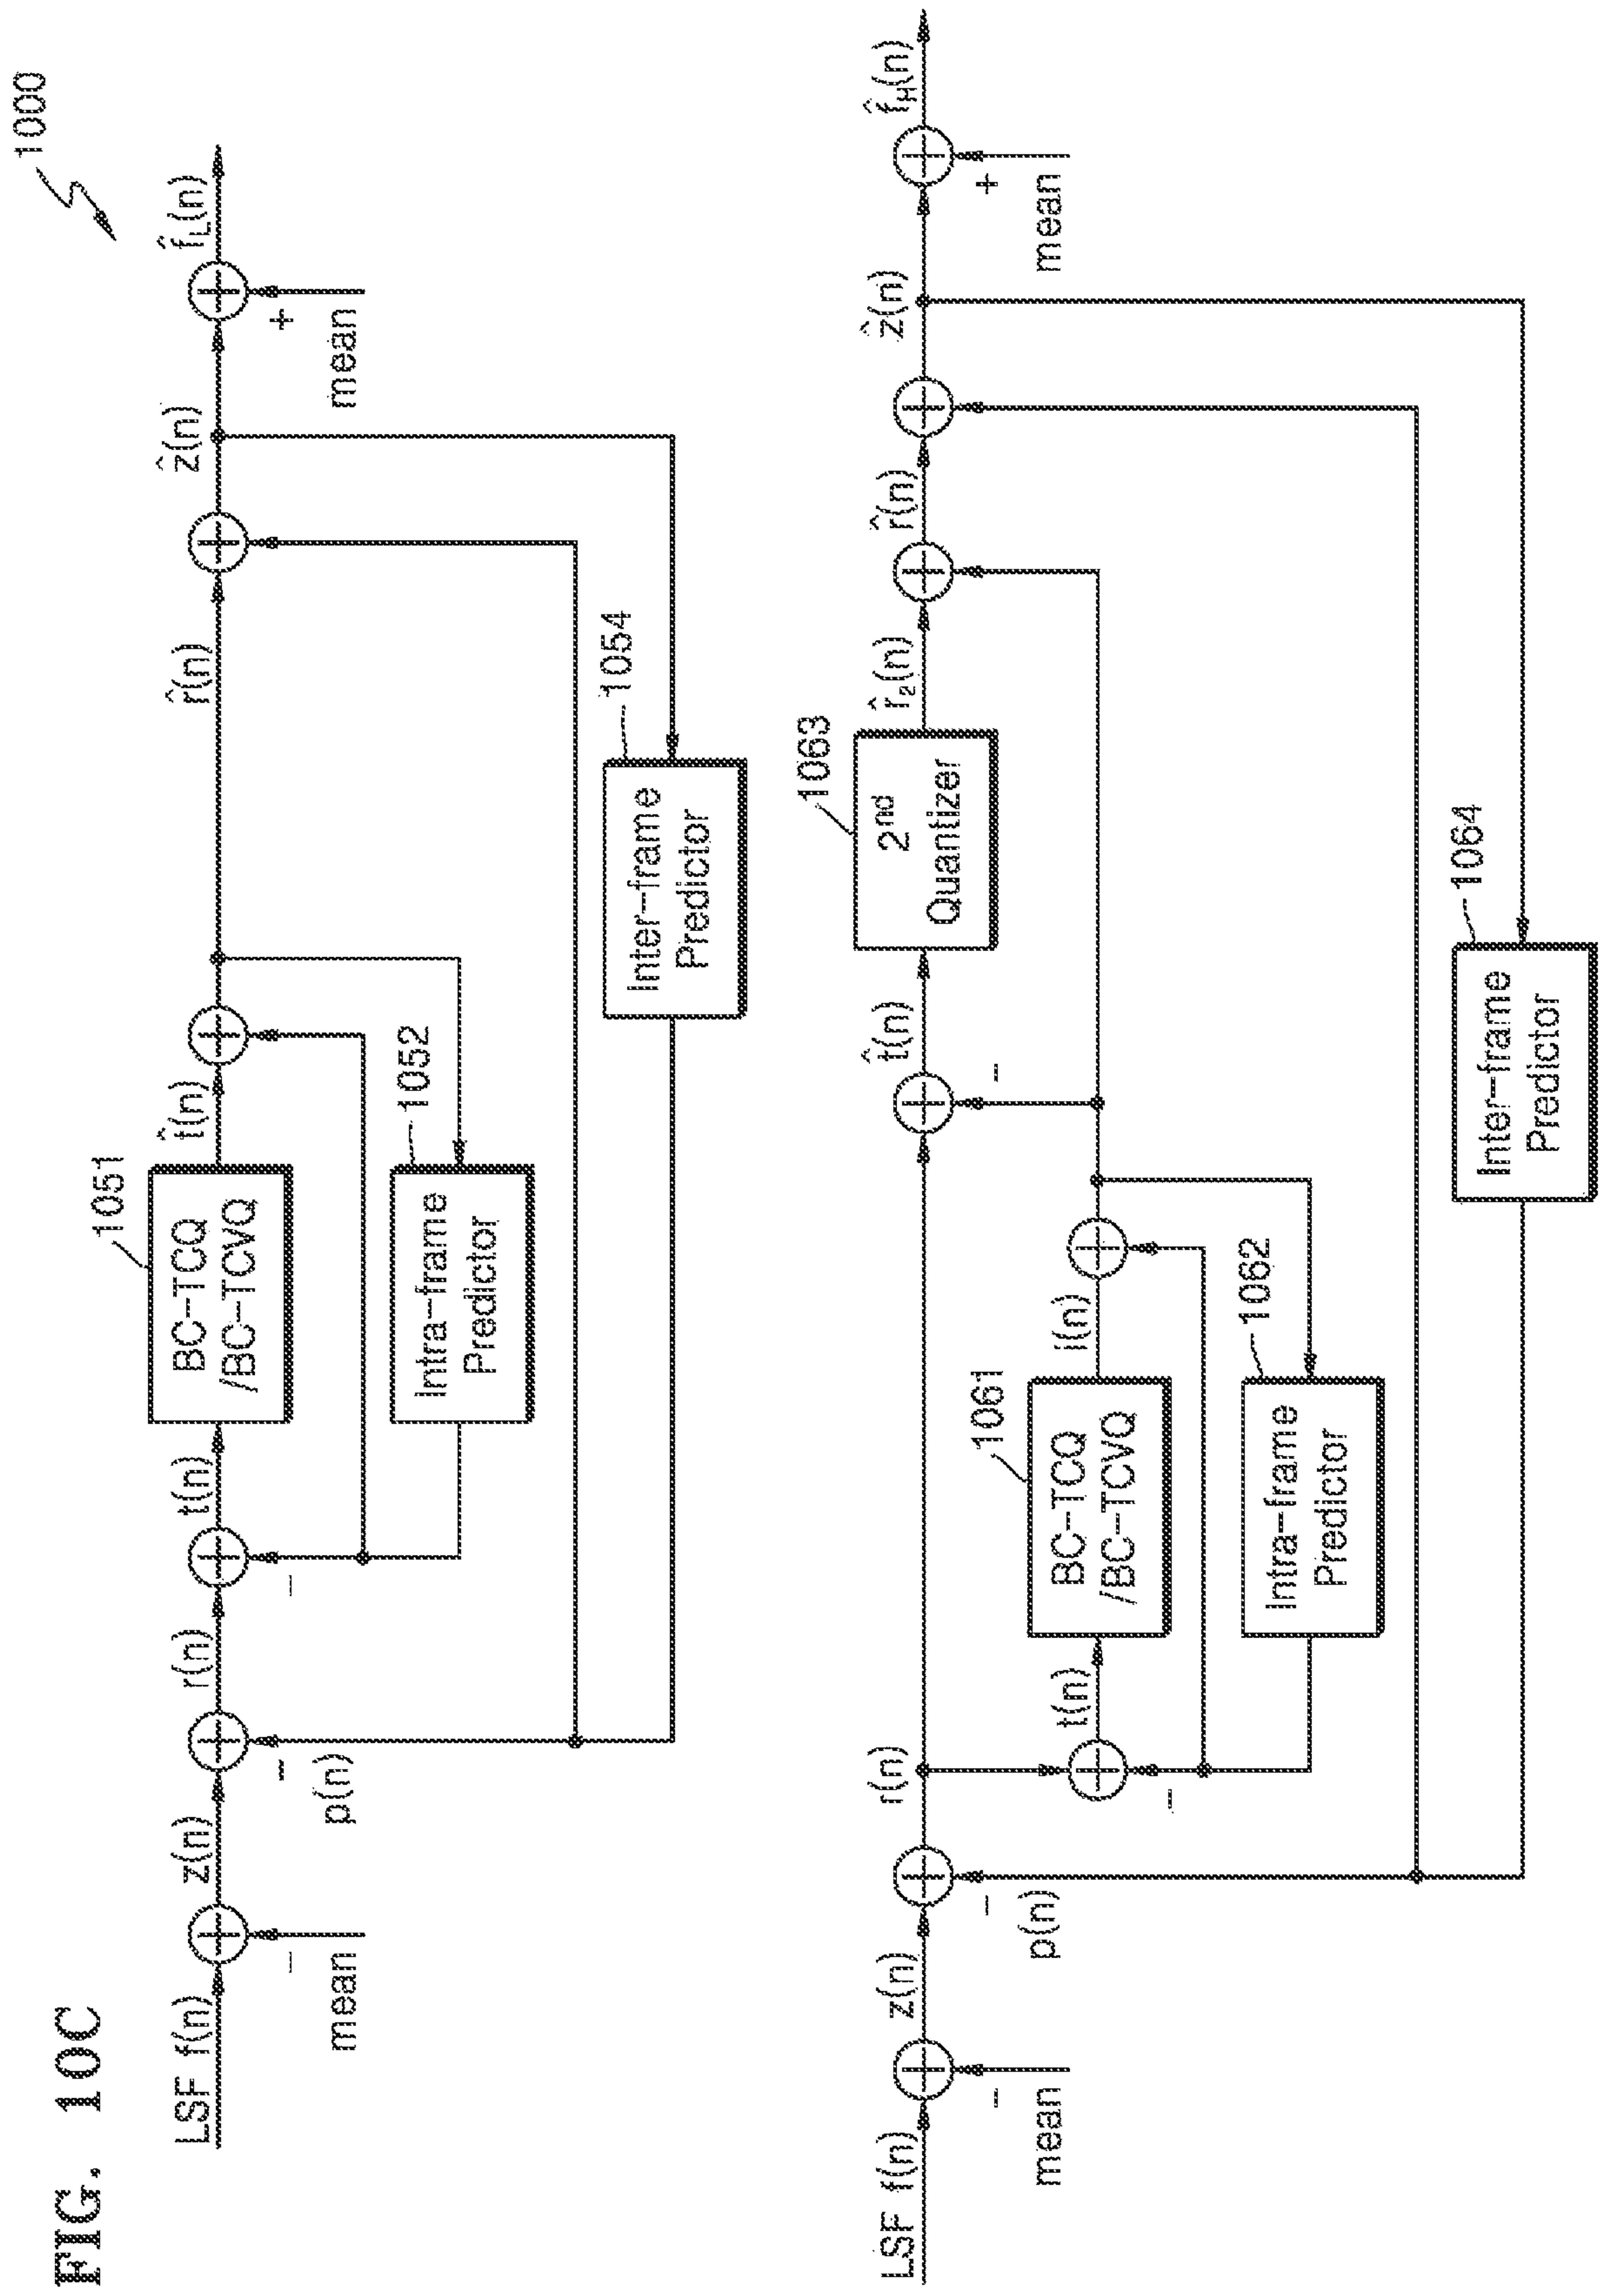 FIG. 10C
1000
LSF f(n)
mean
−
z(n)
−
p(n)
r(n)
−
t(n)
BC-TCQ
/BC-TCVQ
1051
t̂(n)
Intra-frame
Predictor
1052
r̂(n)
Inter-frame
Predictor
1054
ẑ(n)
+
mean
f̂L(n)
LSF f(n)
mean
−
z(n)
−
p(n)
r(n)
−
t(n)
BC-TCQ
/BC-TCVQ
1061
i(n)
Intra-frame
Predictor
1062
−
t̂(n)
2nd
Quantizer
1063
r̂2(n)
r̂(n)
Inter-frame
Predictor
1064
ẑ(n)
+
mean
f̂H(n)